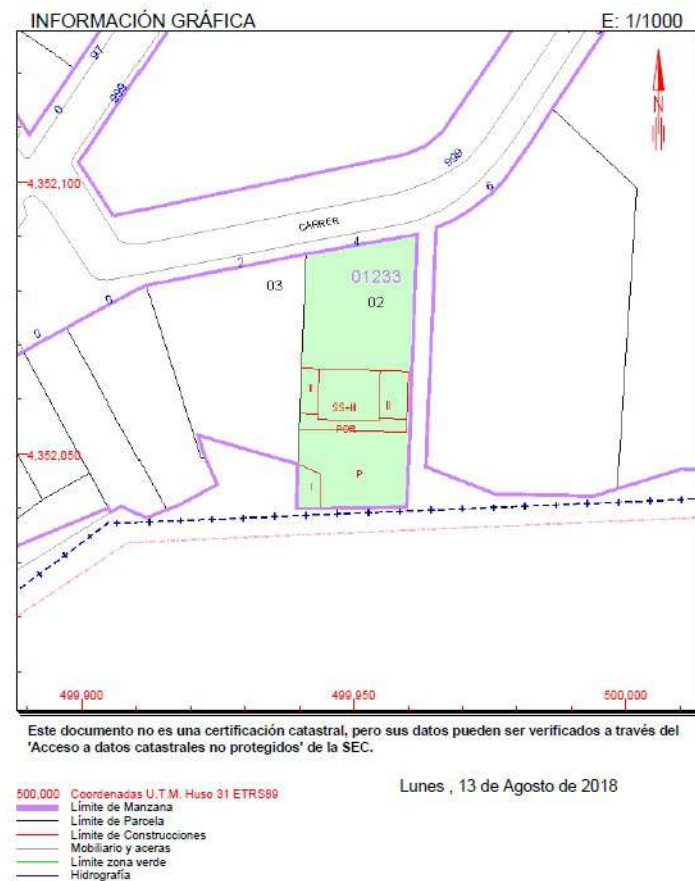 INFORMACIÓN GRÁFICA E: 1/1000
97
0
999
N
999
6
4,352,100
CARRER
4
2
01233
03
02
0
0
II
SS+III
II
POR
4,352,050
I
P
499,900 499,950 500,000
Este documento no es una certificación catastral, pero sus datos pueden ser verificados a través del
'Acceso a datos catastrales no protegidos' de la SEC.
Lunes , 13 de Agosto de 2018
500,000 Coordenadas U.T.M. Huso 31 ETRS89
Límite de Manzana
Límite de Parcela
Límite de Construcciones
Mobiliario y aceras
Límite zona verde
Hidrografía